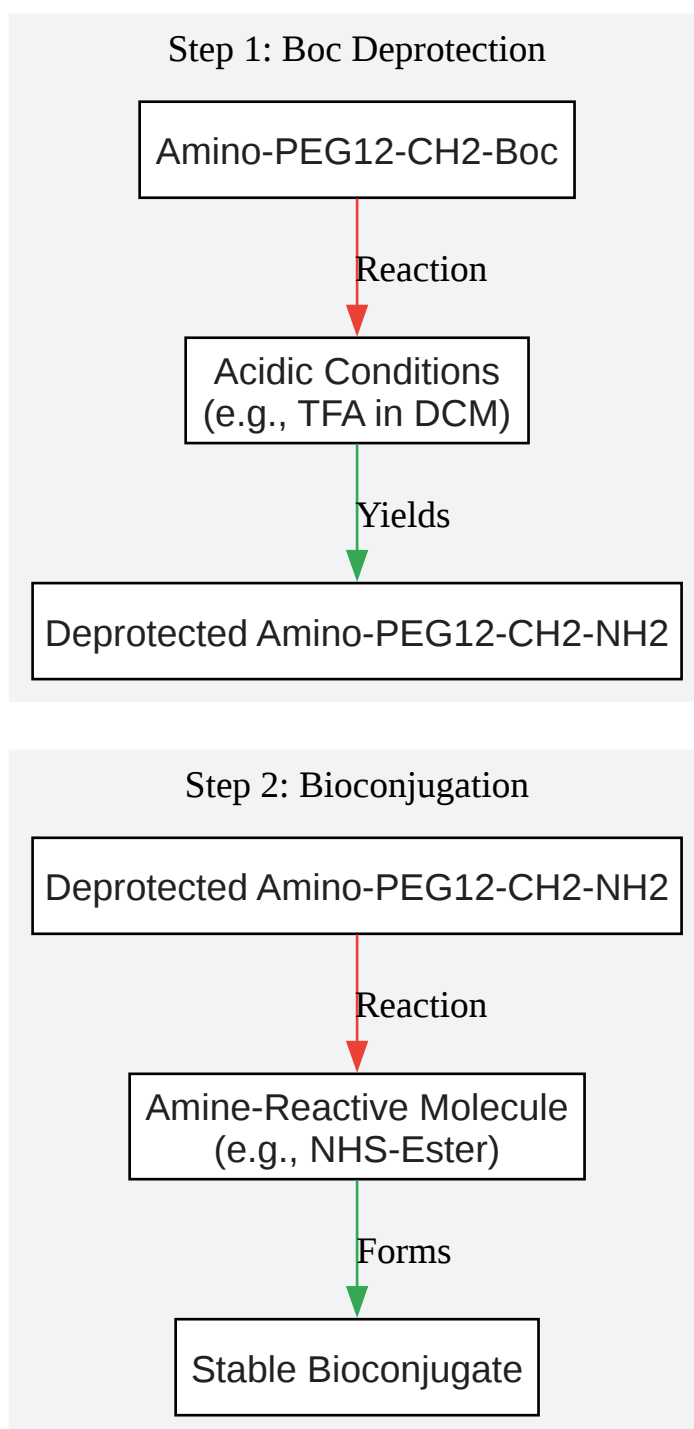 Step 1: Boc Deprotection
Amino-PEG12-CH2-Boc
Reaction
Acidic Conditions
(e.g., TFA in DCM)
Yields
Deprotected Amino-PEG12-CH2-NH2
Step 2: Bioconjugation
Deprotected Amino-PEG12-CH2-NH2
Reaction
Amine-Reactive Molecule
(e.g., NHS-Ester)
Forms
Stable Bioconjugate